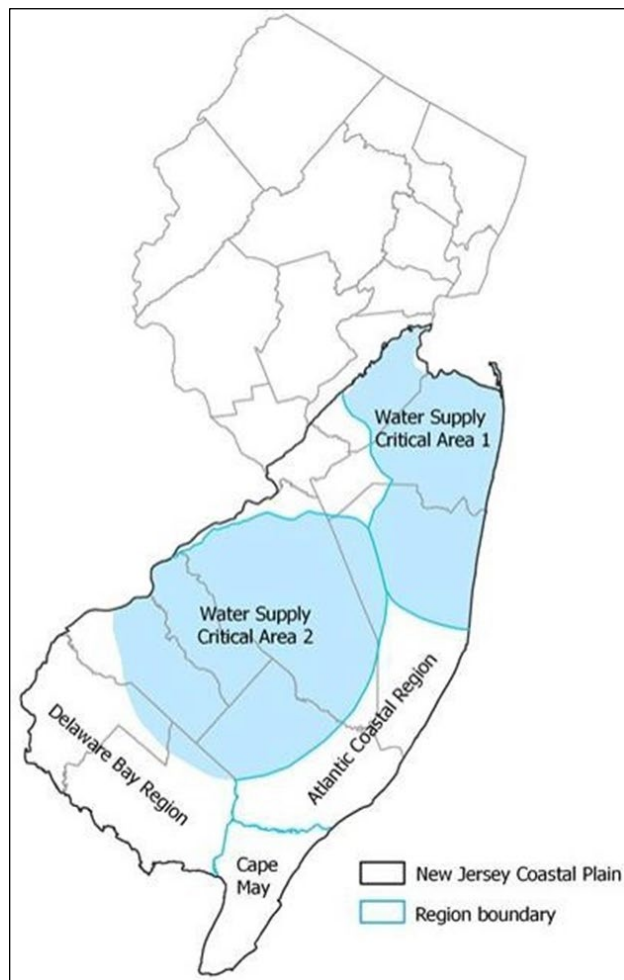 Water Supply
Critical Area 1
Water Supply
Critical Area 2
Atlantic Coastal Region
Delaware Bay Region
Cape
May
New Jersey Coastal Plain
Region boundary